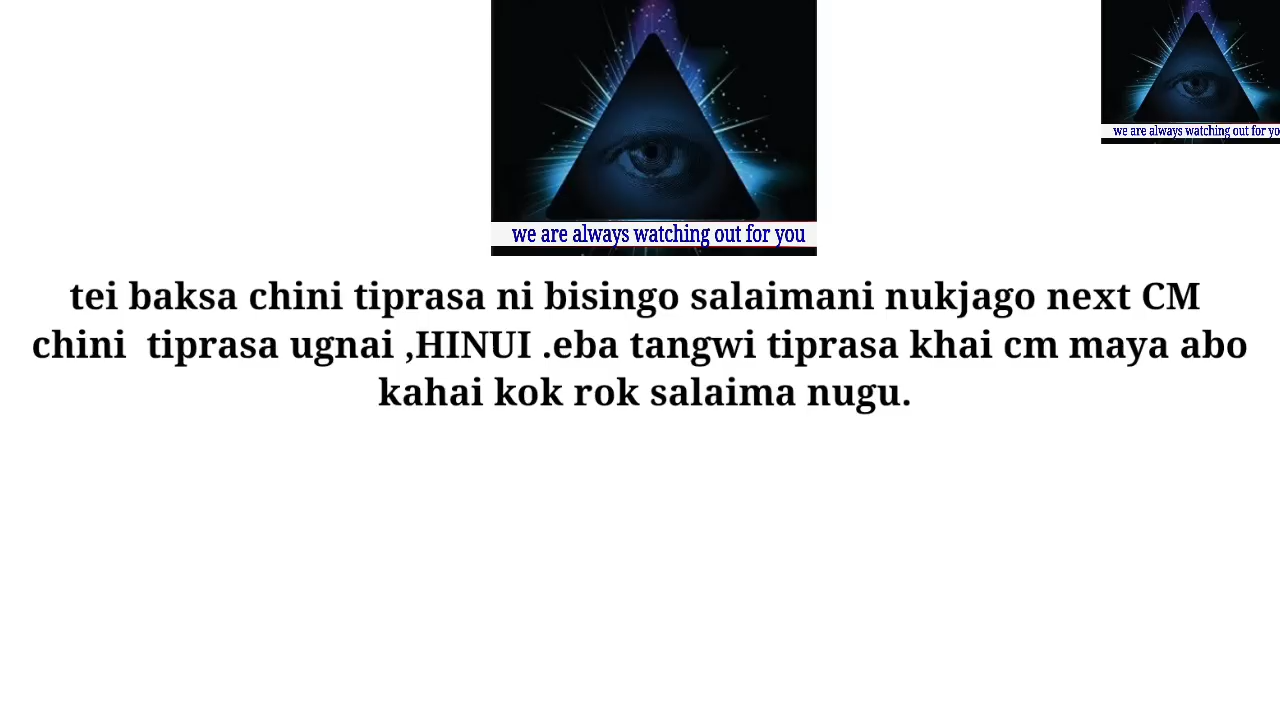 we are always watching out for you
we are always watching out for yo
tei baksa chini tiprasa ni bisingo salaimani nukjago next CM
chini  tiprasa ugnai ,HINUI .eba tangwi tiprasa khai cm maya abo
kahai kok rok salaima nugu.